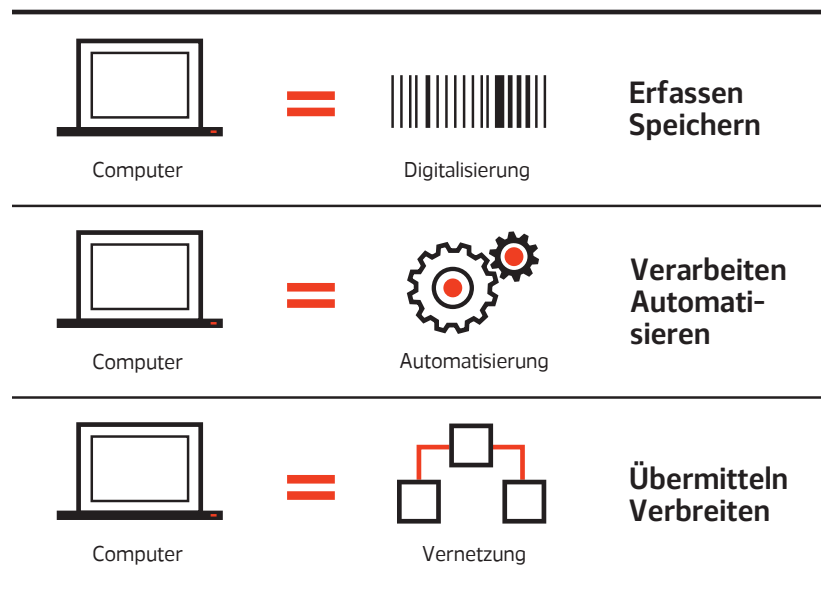 Computer
Digitalisierung
Erfassen
Speichern
Computer
Automatisierung
Verarbeiten
Automati-
sieren
Computer
Vernetzung
Übermitteln
Verbreiten